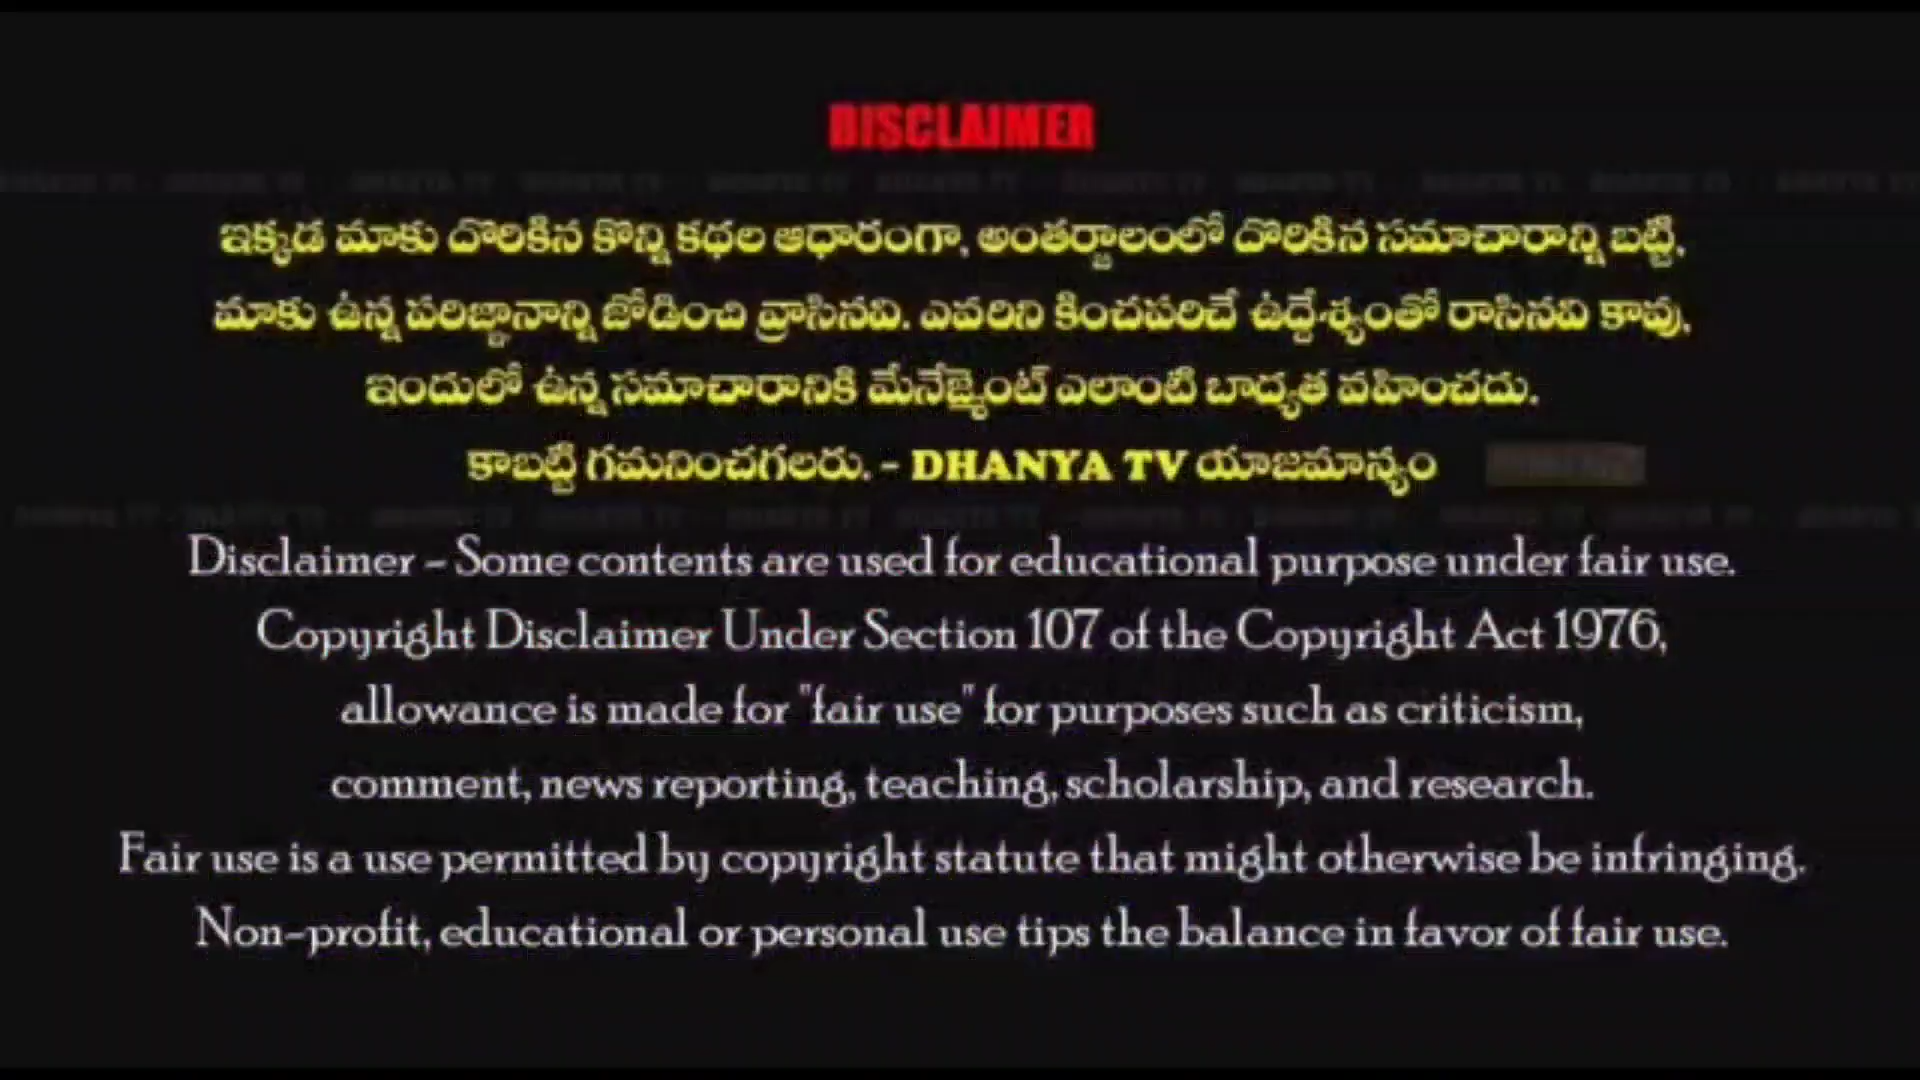 DISCLAIMER
ఇక్కడ మాకు దొరికిన కొన్ని కథల ఆధారంగా, అంతర్జాలంలో దొరికిన సమాచారాన్ని బట్టి,
మాకు ఉన్న పరిజ్ఞానాన్ని జోడించి వ్రాసినవి. ఎవరిని కించపరిచే ఉద్దేశ్యంతో రాసినవి కావు,
ఇందులో ఉన్న సమాచారానికి మేనేజ్మెంట్ ఎలాంటి బాద్యత వహించదు.
కాబట్టి గమనించగలరు. - DHANYA TV యాజమాన్యం
Disclaimer - Some contents are used for educational purpose under fair use.
Copyright Disclaimer Under Section 107 of the Copyright Act 1976,
allowance is made for "fair use" for purposes such as criticism,
comment, news reporting, teaching, scholarship, and research.
Fair use is a use permitted by copyright statute that might otherwise be infringing.
Non-profit, educational or personal use tips the balance in favor of fair use.